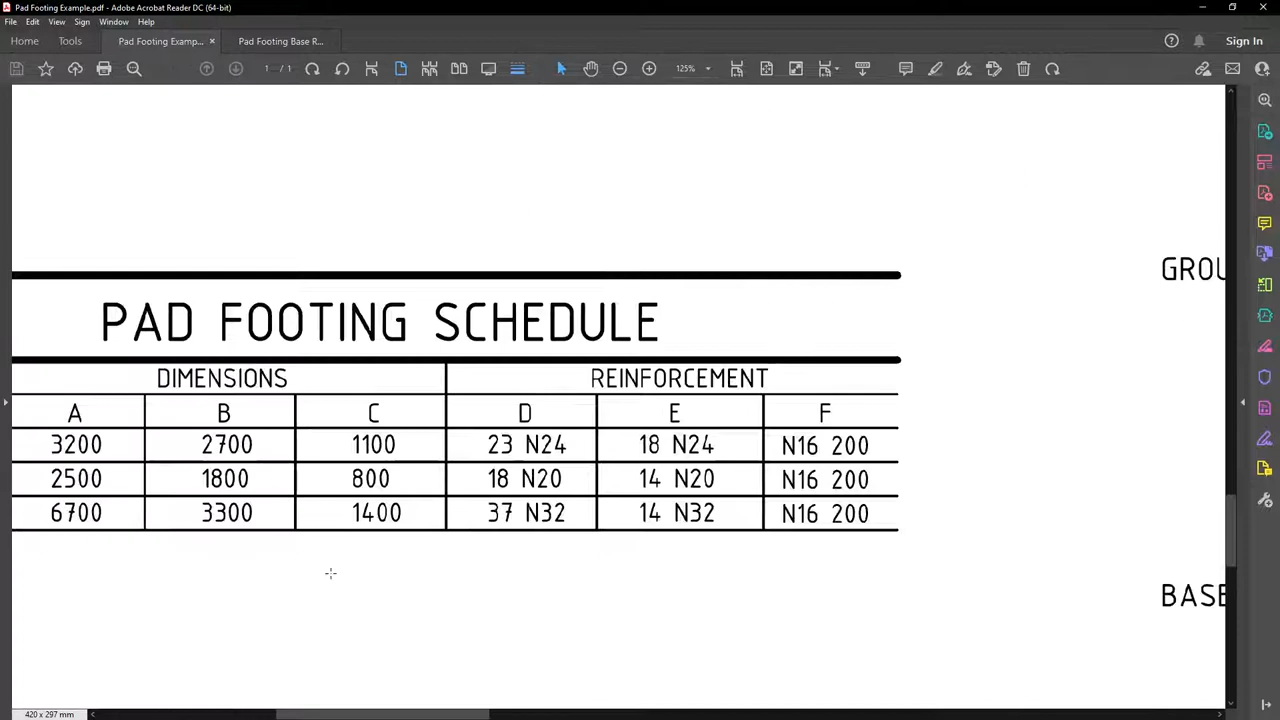 Pad Footing Example.pdf - Adobe Acrobat Reader DC (64-bit)
File Edit View Sign Window Help
Home Tools Pad Footing Examp... × Pad Footing Base R... Sign In
1 / 1 125%
GROU
PAD FOOTING SCHEDULE
DIMENSIONS REINFORCEMENT
A B C D E F
3200 2700 1100 23 N24 18 N24 N16 200
2500 1800 800 18 N20 14 N20 N16 200
6700 3300 1400 37 N32 14 N32 N16 200
BASE
420 x 297 mm